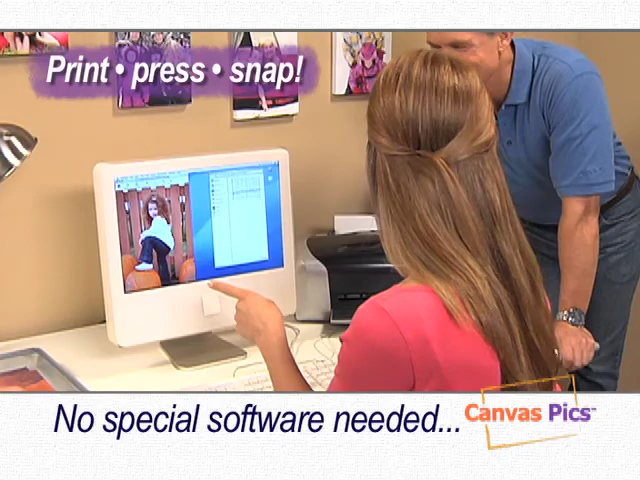 Print • press • snap!
No special software needed...
Canvas Pics™